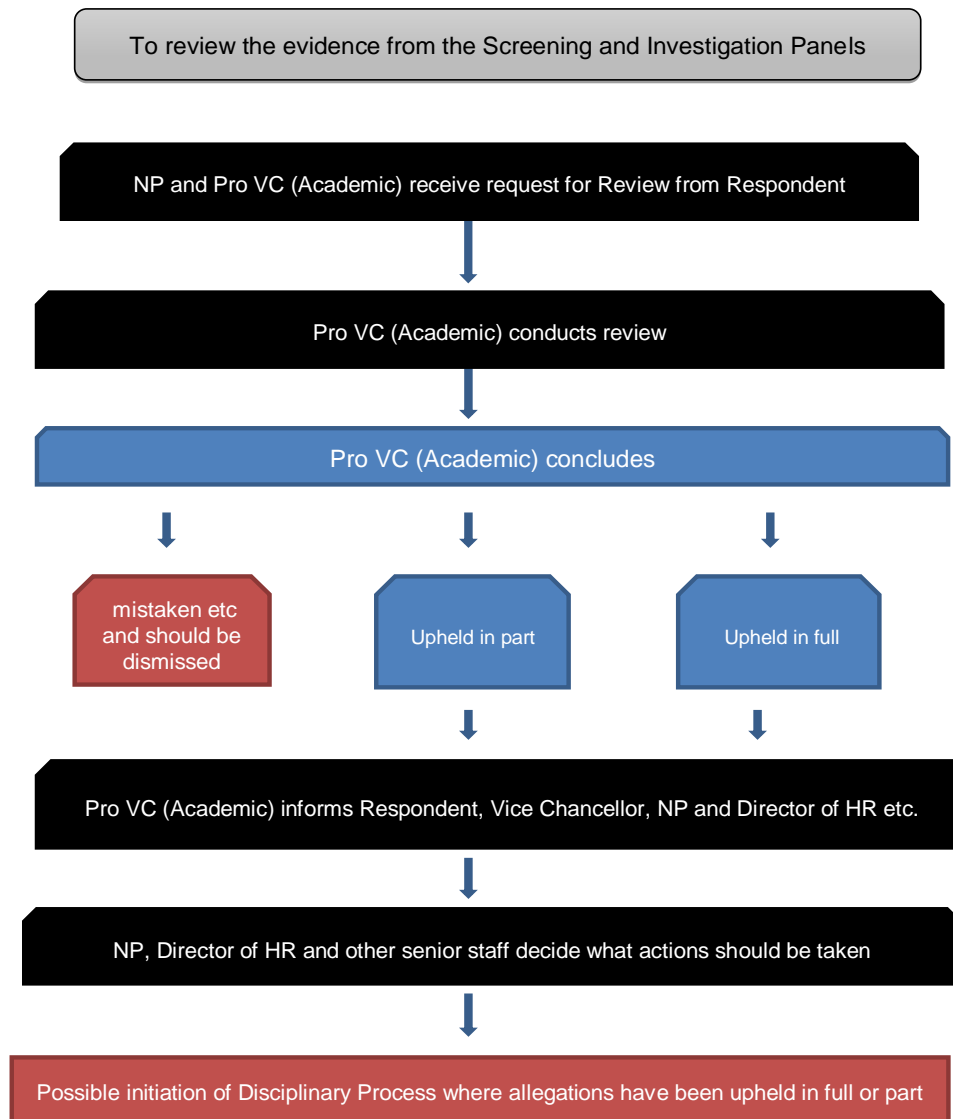 To review the evidence from the Screening and Investigation Panels
NP and Pro VC (Academic) receive request for Review from Respondent
Pro VC (Academic) conducts review
Pro VC (Academic) concludes
mistaken etc
and should be
dismissed
Upheld in part
Upheld in full
Pro VC (Academic) informs Respondent, Vice Chancellor, NP and Director of HR etc.
NP, Director of HR and other senior staff decide what actions should be taken
Possible initiation of Disciplinary Process where allegations have been upheld in full or part